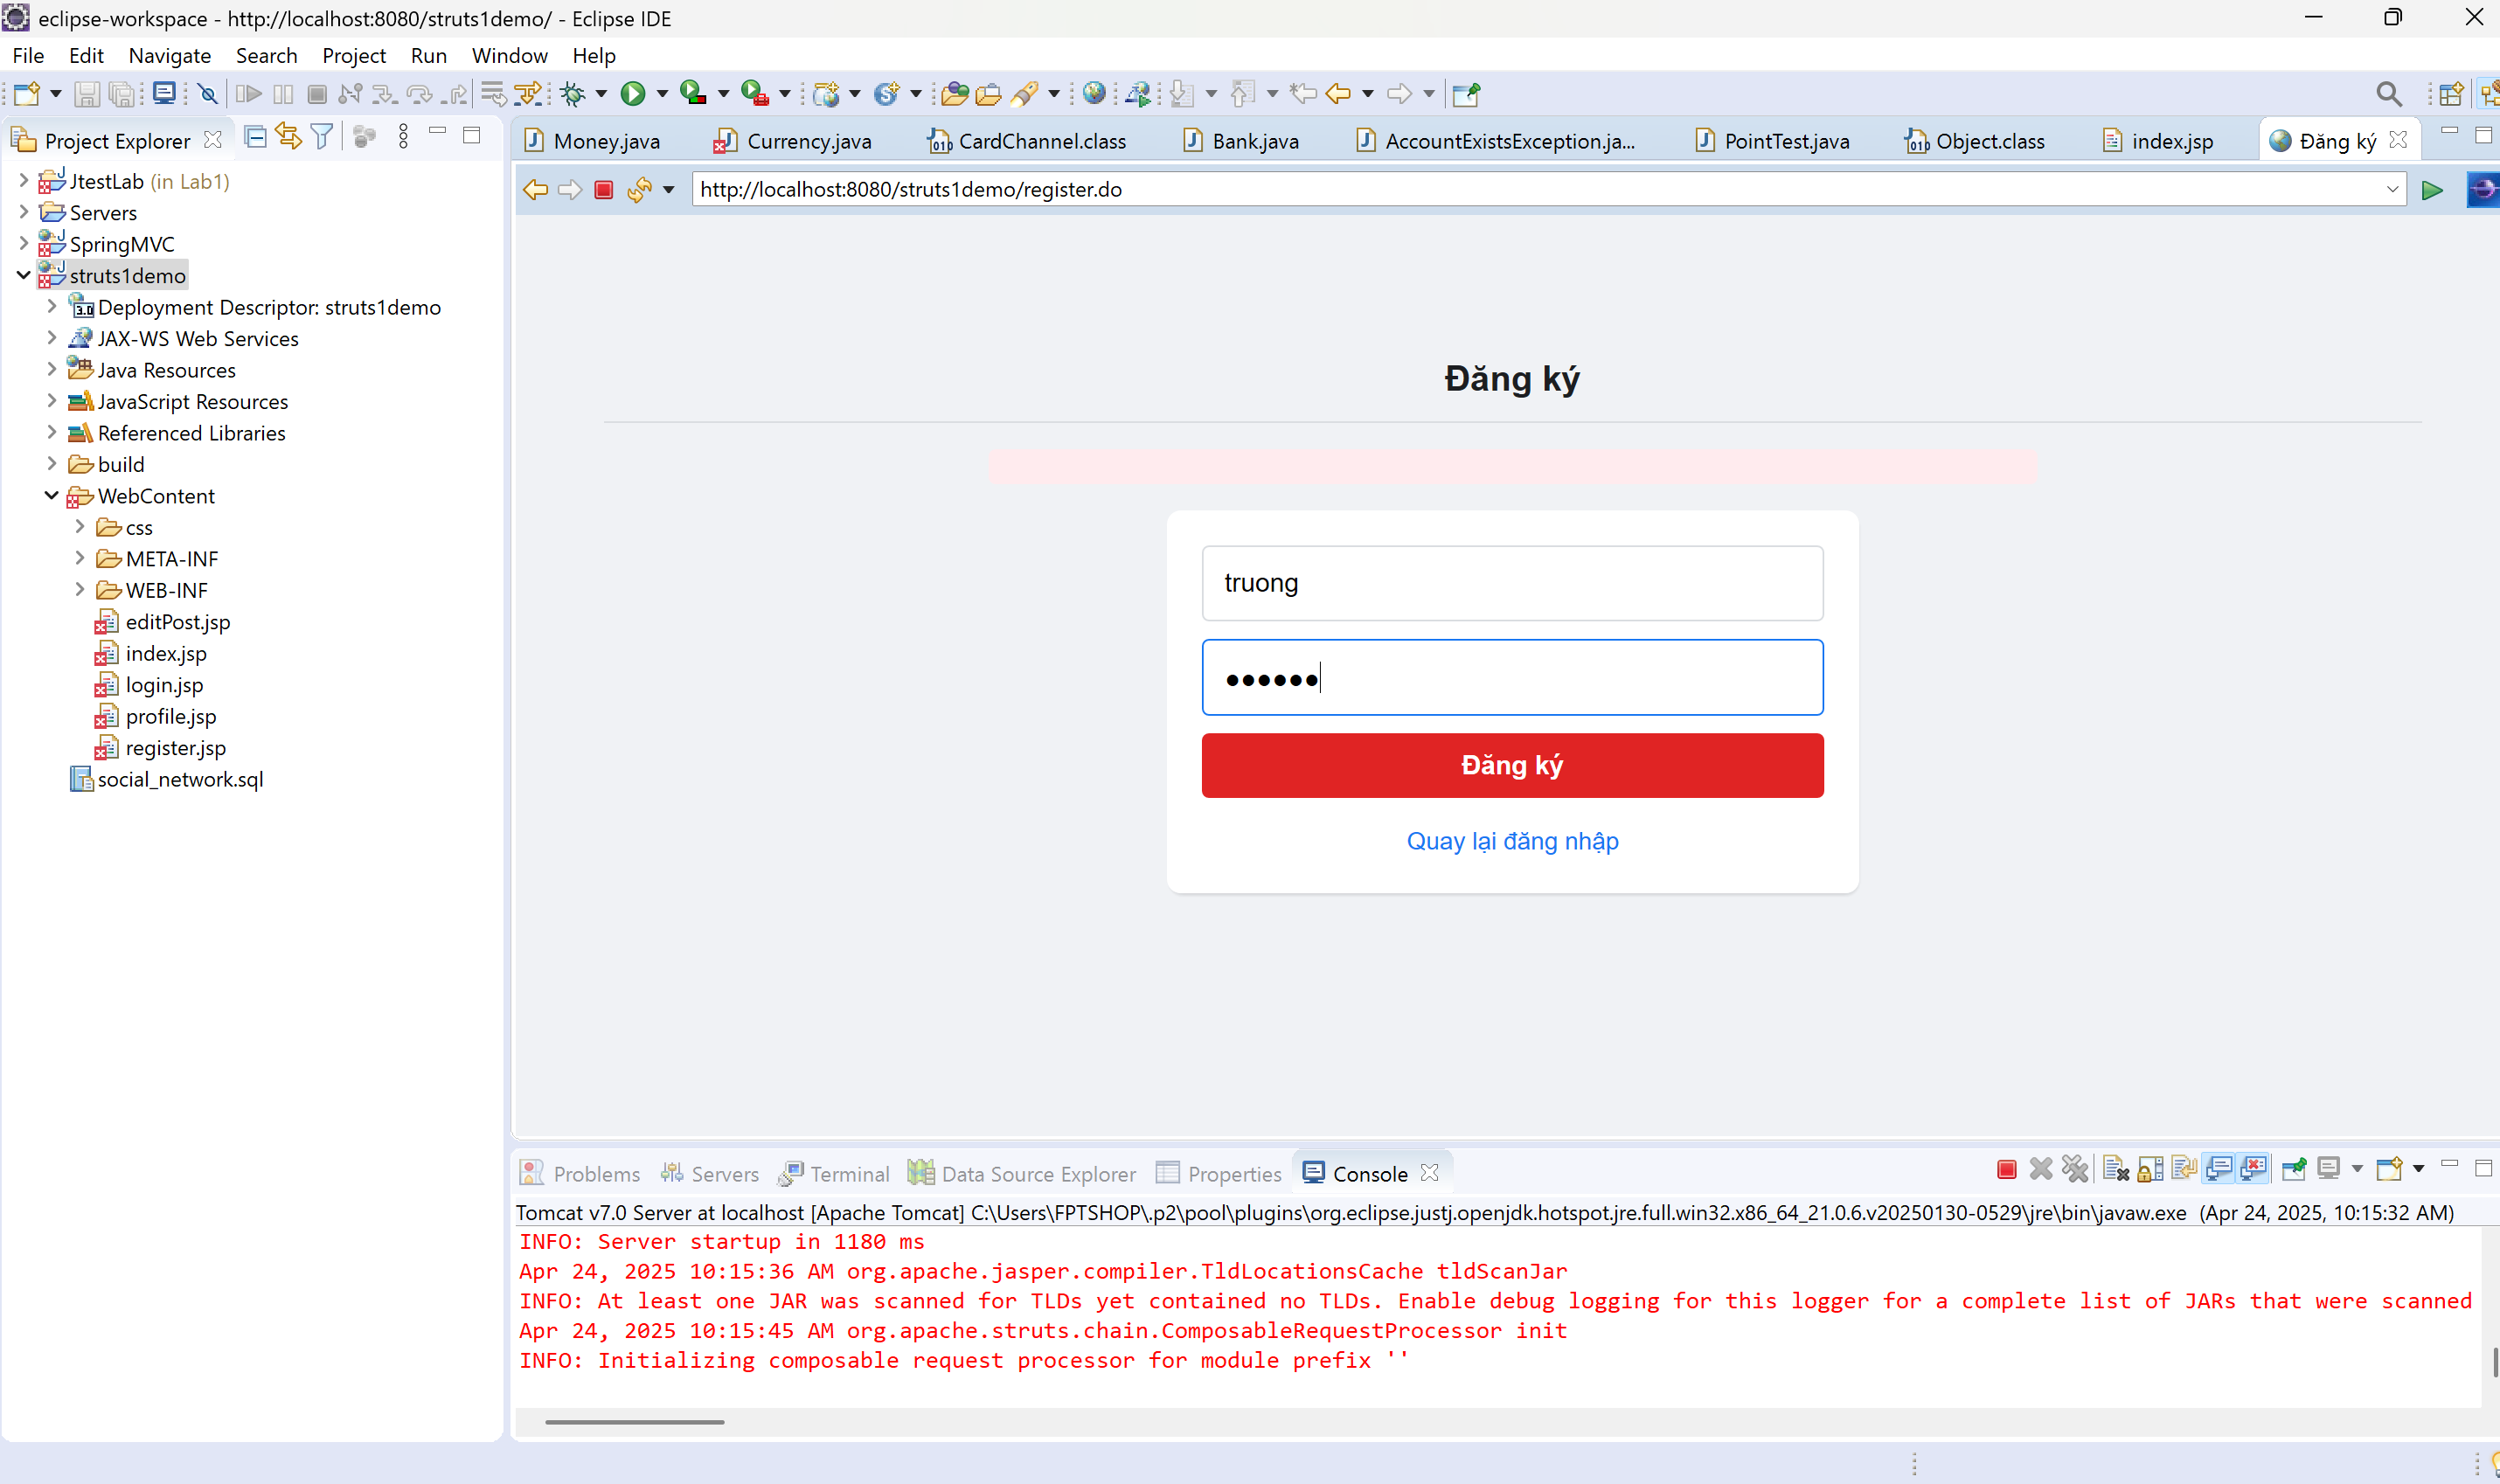 eclipse-workspace - http://localhost:8080/struts1demo/ - Eclipse IDE
File Edit Navigate Search Project Run Window Help
Project Explorer
Money.java Currency.java CardChannel.class Bank.java AccountExistsException.ja... PointTest.java Object.class index.jsp Đăng ký
http://localhost:8080/struts1demo/register.do
JtestLab (in Lab1)
Servers
SpringMVC
struts1demo
Deployment Descriptor: struts1demo
JAX-WS Web Services
Java Resources
JavaScript Resources
Referenced Libraries
build
WebContent
css
META-INF
WEB-INF
editPost.jsp
index.jsp
login.jsp
profile.jsp
register.jsp
social_network.sql
Đăng ký
truong
••••••
Đăng ký
Quay lại đăng nhập
Problems Servers Terminal Data Source Explorer Properties Console
Tomcat v7.0 Server at localhost [Apache Tomcat] C:\Users\FPTSHOP\.p2\pool\plugins\org.eclipse.justj.openjdk.hotspot.jre.full.win32.x86_64_21.0.6.v20250130-0529\jre\bin\javaw.exe (Apr 24, 2025, 10:15:32 AM)
INFO: Server startup in 1180 ms
Apr 24, 2025 10:15:36 AM org.apache.jasper.compiler.TldLocationsCache tldScanJar
INFO: At least one JAR was scanned for TLDs yet contained no TLDs. Enable debug logging for this logger for a complete list of JARs that were scanned
Apr 24, 2025 10:15:45 AM org.apache.struts.chain.ComposableRequestProcessor init
INFO: Initializing composable request processor for module prefix ''